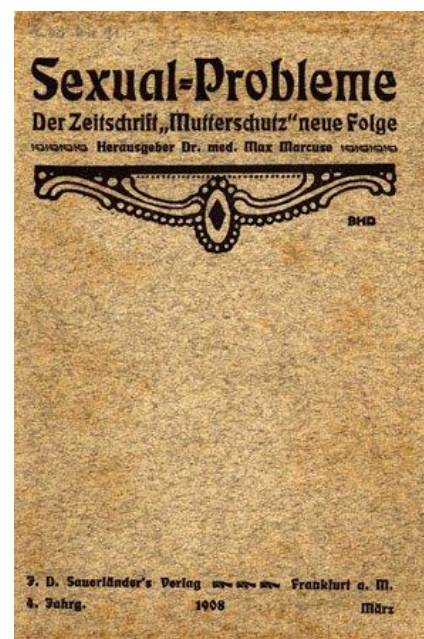 Sexual-Probleme
Der Zeitschrift „Mutterschutz“ neue Folge
Herausgeber Dr. med. Max Marcuse
BHD
J. D. Sauerländer's Verlag Frankfurt a. M.
4. Jahrg. 1908 März